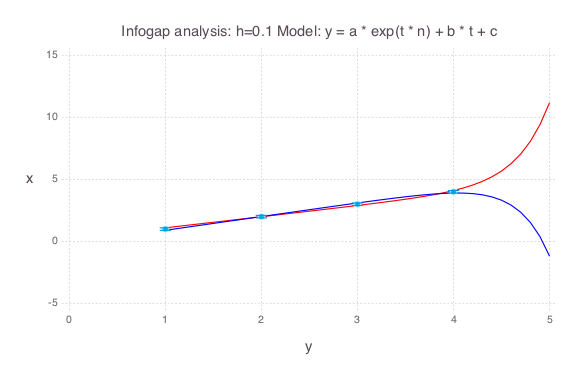 Infogap analysis: h=0.1 Model: y = a * exp(t * n) + b * t + c
15
10
5
0
-5
x
0 1 2 3 4 5
y